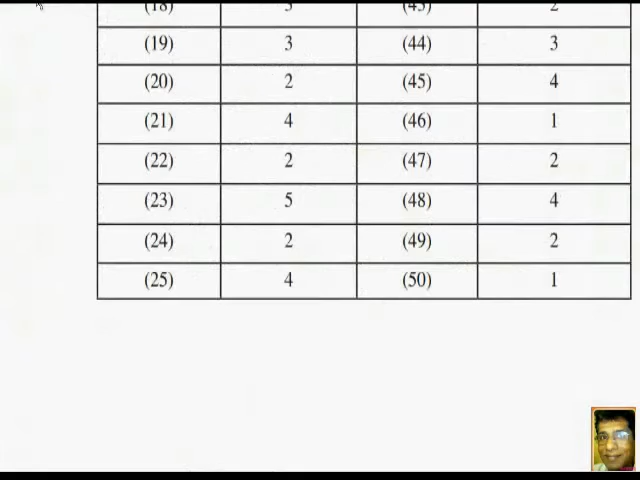 (19) 3 (44) 3
(20) 2 (45) 4
(21) 4 (46) 1
(22) 2 (47) 2
(23) 5 (48) 4
(24) 2 (49) 2
(25) 4 (50) 1